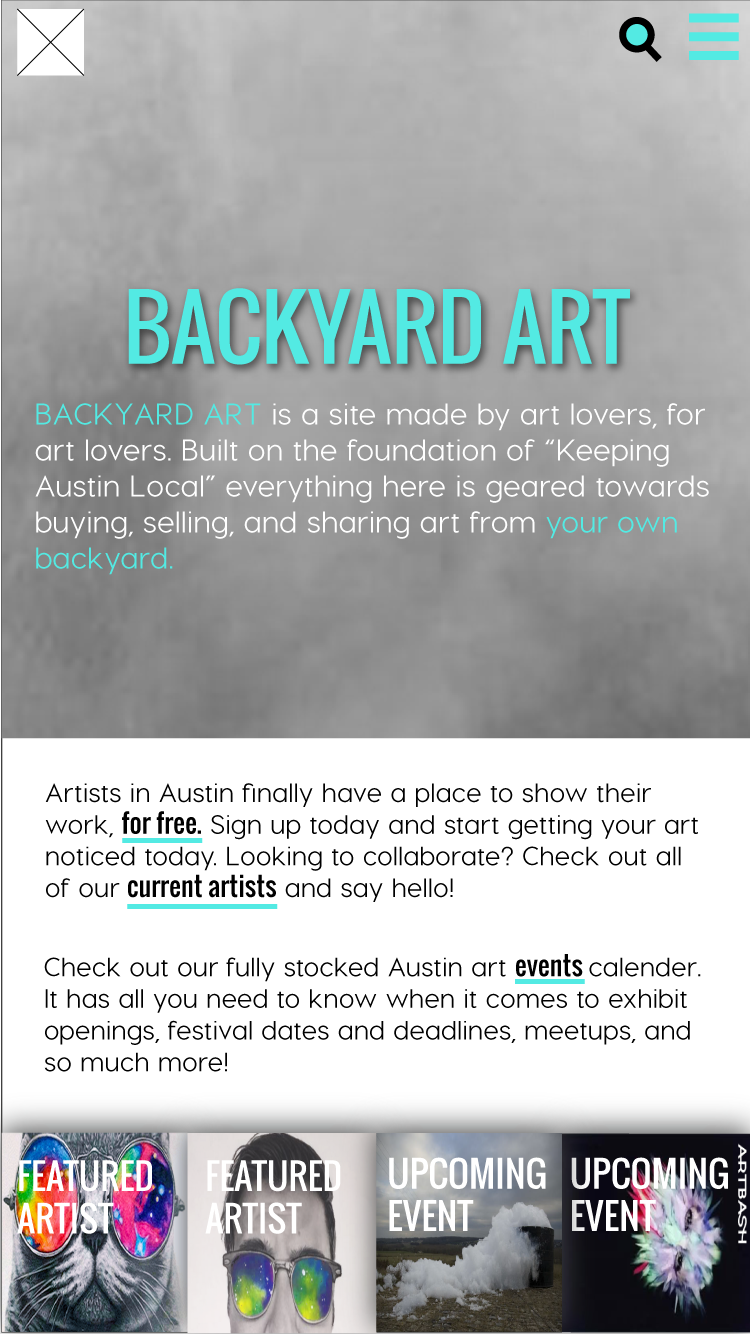 BACKYARD ART
BACKYARD ART is a site made by art lovers, for
art lovers. Built on the foundation of “Keeping
Austin Local” everything here is geared towards
buying, selling, and sharing art from your own
backyard.
Artists in Austin finally have a place to show their
work, for free. Sign up today and start getting your art
noticed today. Looking to collaborate? Check out all
of our current artists and say hello!
Check out our fully stocked Austin art events calender.
It has all you need to know when it comes to exhibit
openings, festival dates and deadlines, meetups, and
so much more!
FEATURED
ARTIST
FEATURED
ARTIST
UPCOMING
EVENT
UPCOMING
EVENT
ARTBASH